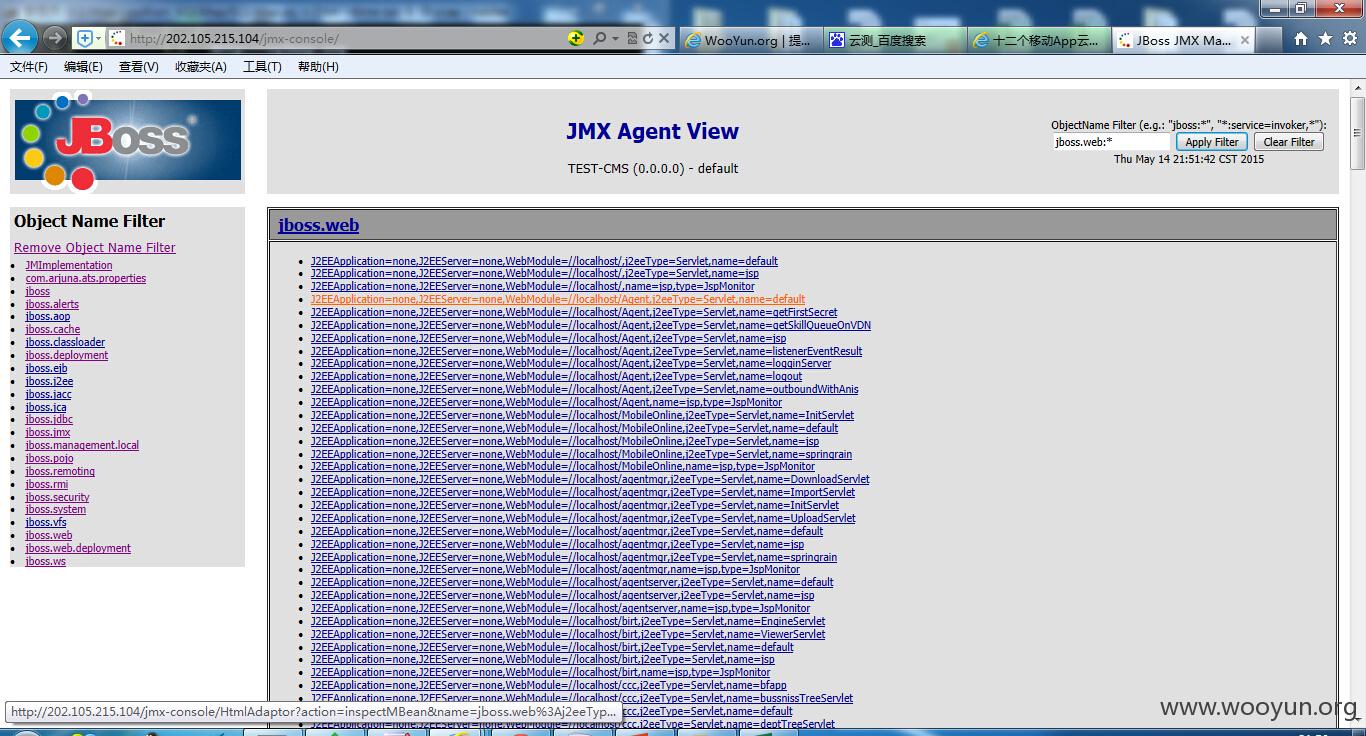 http://202.105.215.104/jmx-console/
WooYun.org | 提...
云测_百度搜索
十二个移动App云...
JBoss JMX Ma...
文件(F) 编辑(E) 查看(V) 收藏夹(A) 工具(T) 帮助(H)
JBoss
JMX Agent View
TEST-CMS (0.0.0.0) - default
ObjectName Filter (e.g.: "jboss:*", "*:service=invoker,*"):
jboss.web:* Apply Filter Clear Filter
Thu May 14 21:51:42 CST 2015
Object Name Filter
Remove Object Name Filter
JMImplementation
com.arjuna.ats.properties
jboss
jboss.alerts
jboss.aop
jboss.cache
jboss.classloader
jboss.deployment
jboss.ejb
jboss.j2ee
jboss.jacc
jboss.jca
jboss.jdbc
jboss.jmx
jboss.management.local
jboss.pojo
jboss.remoting
jboss.rmi
jboss.security
jboss.system
jboss.vfs
jboss.web
jboss.web.deployment
jboss.ws
jboss.web
J2EEApplication=none,J2EEServer=none,WebModule=//localhost/,j2eeType=Servlet,name=default
J2EEApplication=none,J2EEServer=none,WebModule=//localhost/,j2eeType=Servlet,name=jsp
J2EEApplication=none,J2EEServer=none,WebModule=//localhost/,name=jsp,type=JspMonitor
J2EEApplication=none,J2EEServer=none,WebModule=//localhost/Agent,j2eeType=Servlet,name=default
J2EEApplication=none,J2EEServer=none,WebModule=//localhost/Agent,j2eeType=Servlet,name=getFirstSecret
J2EEApplication=none,J2EEServer=none,WebModule=//localhost/Agent,j2eeType=Servlet,name=getSkillQueueOnVDN
J2EEApplication=none,J2EEServer=none,WebModule=//localhost/Agent,j2eeType=Servlet,name=jsp
J2EEApplication=none,J2EEServer=none,WebModule=//localhost/Agent,j2eeType=Servlet,name=listenerEventResult
J2EEApplication=none,J2EEServer=none,WebModule=//localhost/Agent,j2eeType=Servlet,name=logginServer
J2EEApplication=none,J2EEServer=none,WebModule=//localhost/Agent,j2eeType=Servlet,name=logout
J2EEApplication=none,J2EEServer=none,WebModule=//localhost/Agent,j2eeType=Servlet,name=outboundWithAnis
J2EEApplication=none,J2EEServer=none,WebModule=//localhost/Agent,name=jsp,type=JspMonitor
J2EEApplication=none,J2EEServer=none,WebModule=//localhost/MobileOnline,j2eeType=Servlet,name=InitServlet
J2EEApplication=none,J2EEServer=none,WebModule=//localhost/MobileOnline,j2eeType=Servlet,name=default
J2EEApplication=none,J2EEServer=none,WebModule=//localhost/MobileOnline,j2eeType=Servlet,name=jsp
J2EEApplication=none,J2EEServer=none,WebModule=//localhost/MobileOnline,j2eeType=Servlet,name=springrain
J2EEApplication=none,J2EEServer=none,WebModule=//localhost/MobileOnline,name=jsp,type=JspMonitor
J2EEApplication=none,J2EEServer=none,WebModule=//localhost/agentmgr,j2eeType=Servlet,name=DownloadServlet
J2EEApplication=none,J2EEServer=none,WebModule=//localhost/agentmgr,j2eeType=Servlet,name=ImportServlet
J2EEApplication=none,J2EEServer=none,WebModule=//localhost/agentmgr,j2eeType=Servlet,name=InitServlet
J2EEApplication=none,J2EEServer=none,WebModule=//localhost/agentmgr,j2eeType=Servlet,name=UploadServlet
J2EEApplication=none,J2EEServer=none,WebModule=//localhost/agentmgr,j2eeType=Servlet,name=default
J2EEApplication=none,J2EEServer=none,WebModule=//localhost/agentmgr,j2eeType=Servlet,name=jsp
J2EEApplication=none,J2EEServer=none,WebModule=//localhost/agentmgr,j2eeType=Servlet,name=springrain
J2EEApplication=none,J2EEServer=none,WebModule=//localhost/agentmgr,name=jsp,type=JspMonitor
J2EEApplication=none,J2EEServer=none,WebModule=//localhost/agentserver,j2eeType=Servlet,name=default
J2EEApplication=none,J2EEServer=none,WebModule=//localhost/agentserver,j2eeType=Servlet,name=jsp
J2EEApplication=none,J2EEServer=none,WebModule=//localhost/agentserver,name=jsp,type=JspMonitor
J2EEApplication=none,J2EEServer=none,WebModule=//localhost/birt,j2eeType=Servlet,name=EngineServlet
J2EEApplication=none,J2EEServer=none,WebModule=//localhost/birt,j2eeType=Servlet,name=ViewerServlet
J2EEApplication=none,J2EEServer=none,WebModule=//localhost/birt,j2eeType=Servlet,name=default
J2EEApplication=none,J2EEServer=none,WebModule=//localhost/birt,j2eeType=Servlet,name=jsp
J2EEApplication=none,J2EEServer=none,WebModule=//localhost/birt,name=jsp,type=JspMonitor
J2EEApplication=none,J2EEServer=none,WebModule=//localhost/ccc,j2eeType=Servlet,name=bfapp
J2EEApplication=none,J2EEServer=none,WebModule=//localhost/ccc,j2eeType=Servlet,name=bussnissTreeServlet
J2EEApplication=none,J2EEServer=none,WebModule=//localhost/ccc,j2eeType=Servlet,name=default
J2EEApplication=none,J2EEServer=none,WebModule=//localhost/ccc,j2eeType=Servlet,name=deptTreeServlet
http://202.105.215.104/jmx-console/HtmlAdaptor?action=inspectMBean&name=jboss.web%3Aj2eeTyp...
www.wooyun.org